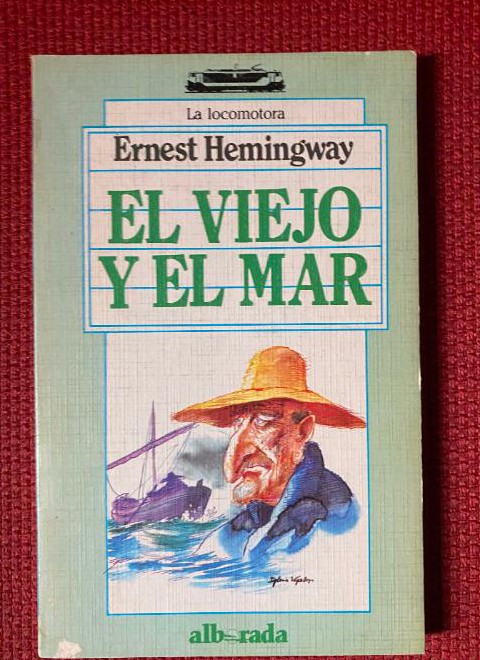 La locomotora
Ernest Hemingway
EL VIEJO
Y EL MAR
alborada